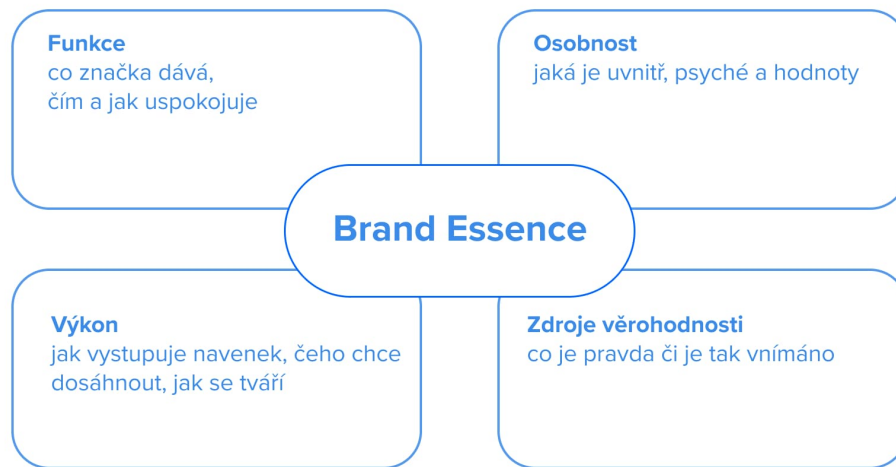 Funkce
co značka dává,
čím a jak uspokojuje
Osobnost
jaká je uvnitř, psyché a hodnoty
Brand Essence
Výkon
jak vystupuje navenek, čeho chce
dosáhnout, jak se tváří
Zdroje věrohodnosti
co je pravda či je tak vnímáno